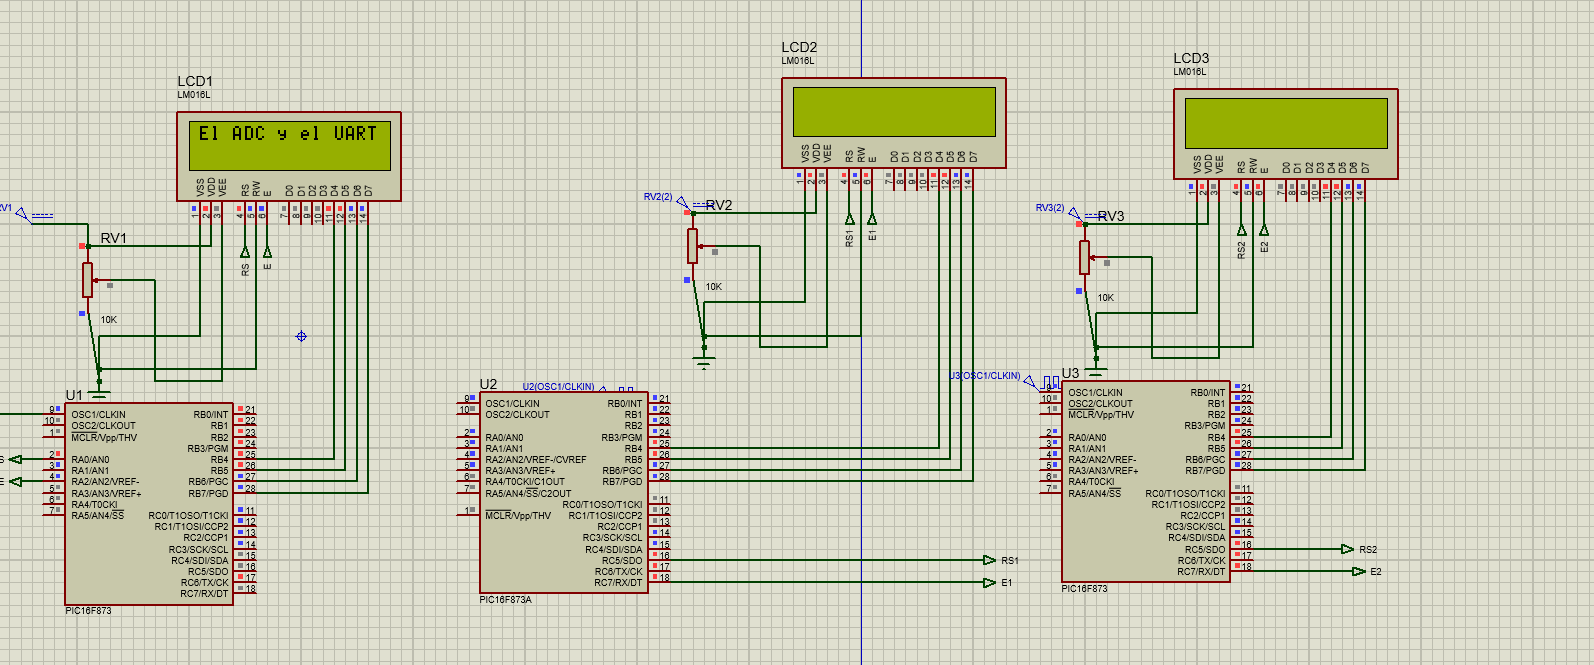 LCD1
LM016L
El ADC y el UART
VSS
VDD
VEE
RS
RW
E
D0
D1
D2
D3
D4
D5
D6
D7
1
2
3
4
5
6
7
8
9
10
11
12
13
14
RV1
RV1
10K
RS
E
U1
9
10
1
2
3
4
5
6
7
OSC1/CLKIN
OSC2/CLKOUT
MCLR/Vpp/THV
RA0/AN0
RA1/AN1
RA2/AN2/VREF-
RA3/AN3/VREF+
RA4/T0CKI
RA5/AN4/SS
RB0/INT
RB1
RB2
RB3/PGM
RB4
RB5
RB6/PGC
RB7/PGD
RC0/T1OSO/T1CKI
RC1/T1OSI/CCP2
RC2/CCP1
RC3/SCK/SCL
RC4/SDI/SDA
RC5/SDO
RC6/TX/CK
RC7/RX/DT
21
22
23
24
25
26
27
28
11
12
13
14
15
16
17
18
PIC16F873
LCD2
LM016L
VSS
VDD
VEE
RS
RW
E
D0
D1
D2
D3
D4
D5
D6
D7
1
2
3
4
5
6
7
8
9
10
11
12
13
14
RV2(2)
RV2
10K
RS1
E1
U2
U2(OSC1/CLKIN)
9
10
2
3
4
5
6
7
1
OSC1/CLKIN
OSC2/CLKOUT
RA0/AN0
RA1/AN1
RA2/AN2/VREF-/CVREF
RA3/AN3/VREF+
RA4/T0CKI/C1OUT
RA5/AN4/SS/C2OUT
MCLR/Vpp/THV
RB0/INT
RB1
RB2
RB3/PGM
RB4
RB5
RB6/PGC
RB7/PGD
RC0/T1OSO/T1CKI
RC1/T1OSI/CCP2
RC2/CCP1
RC3/SCK/SCL
RC4/SDI/SDA
RC5/SDO
RC6/TX/CK
RC7/RX/DT
21
22
23
24
25
26
27
28
11
12
13
14
15
16
17
18
RS1
E1
PIC16F873A
LCD3
LM016L
VSS
VDD
VEE
RS
RW
E
D0
D1
D2
D3
D4
D5
D6
D7
1
2
3
4
5
6
7
8
9
10
11
12
13
14
RV3(2)
RV3
10K
RS2
E2
U3(OSC1/CLKIN)
U3
9
10
1
2
3
4
5
6
7
OSC1/CLKIN
OSC2/CLKOUT
MCLR/Vpp/THV
RA0/AN0
RA1/AN1
RA2/AN2/VREF-
RA3/AN3/VREF+
RA4/T0CKI
RA5/AN4/SS
RB0/INT
RB1
RB2
RB3/PGM
RB4
RB5
RB6/PGC
RB7/PGD
RC0/T1OSO/T1CKI
RC1/T1OSI/CCP2
RC2/CCP1
RC3/SCK/SCL
RC4/SDI/SDA
RC5/SDO
RC6/TX/CK
RC7/RX/DT
21
22
23
24
25
26
27
28
11
12
13
14
15
16
17
18
RS2
E2
PIC16F873